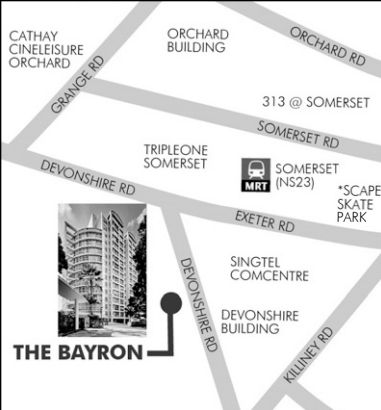 CATHAY
CINELEISURE
ORCHARD
ORCHARD
BUILDING
ORCHARD RD
GRANGE RD
313 @ SOMERSET
SOMERSET RD
TRIPLEONE
SOMERSET
MRT
SOMERSET
(NS23)
*SCAPE
SKATE
PARK
DEVONSHIRE RD
EXETER RD
SINGTEL
COMCENTRE
DEVONSHIRE RD
DEVONSHIRE
BUILDING
KILLINEY RD
THE BAYRON